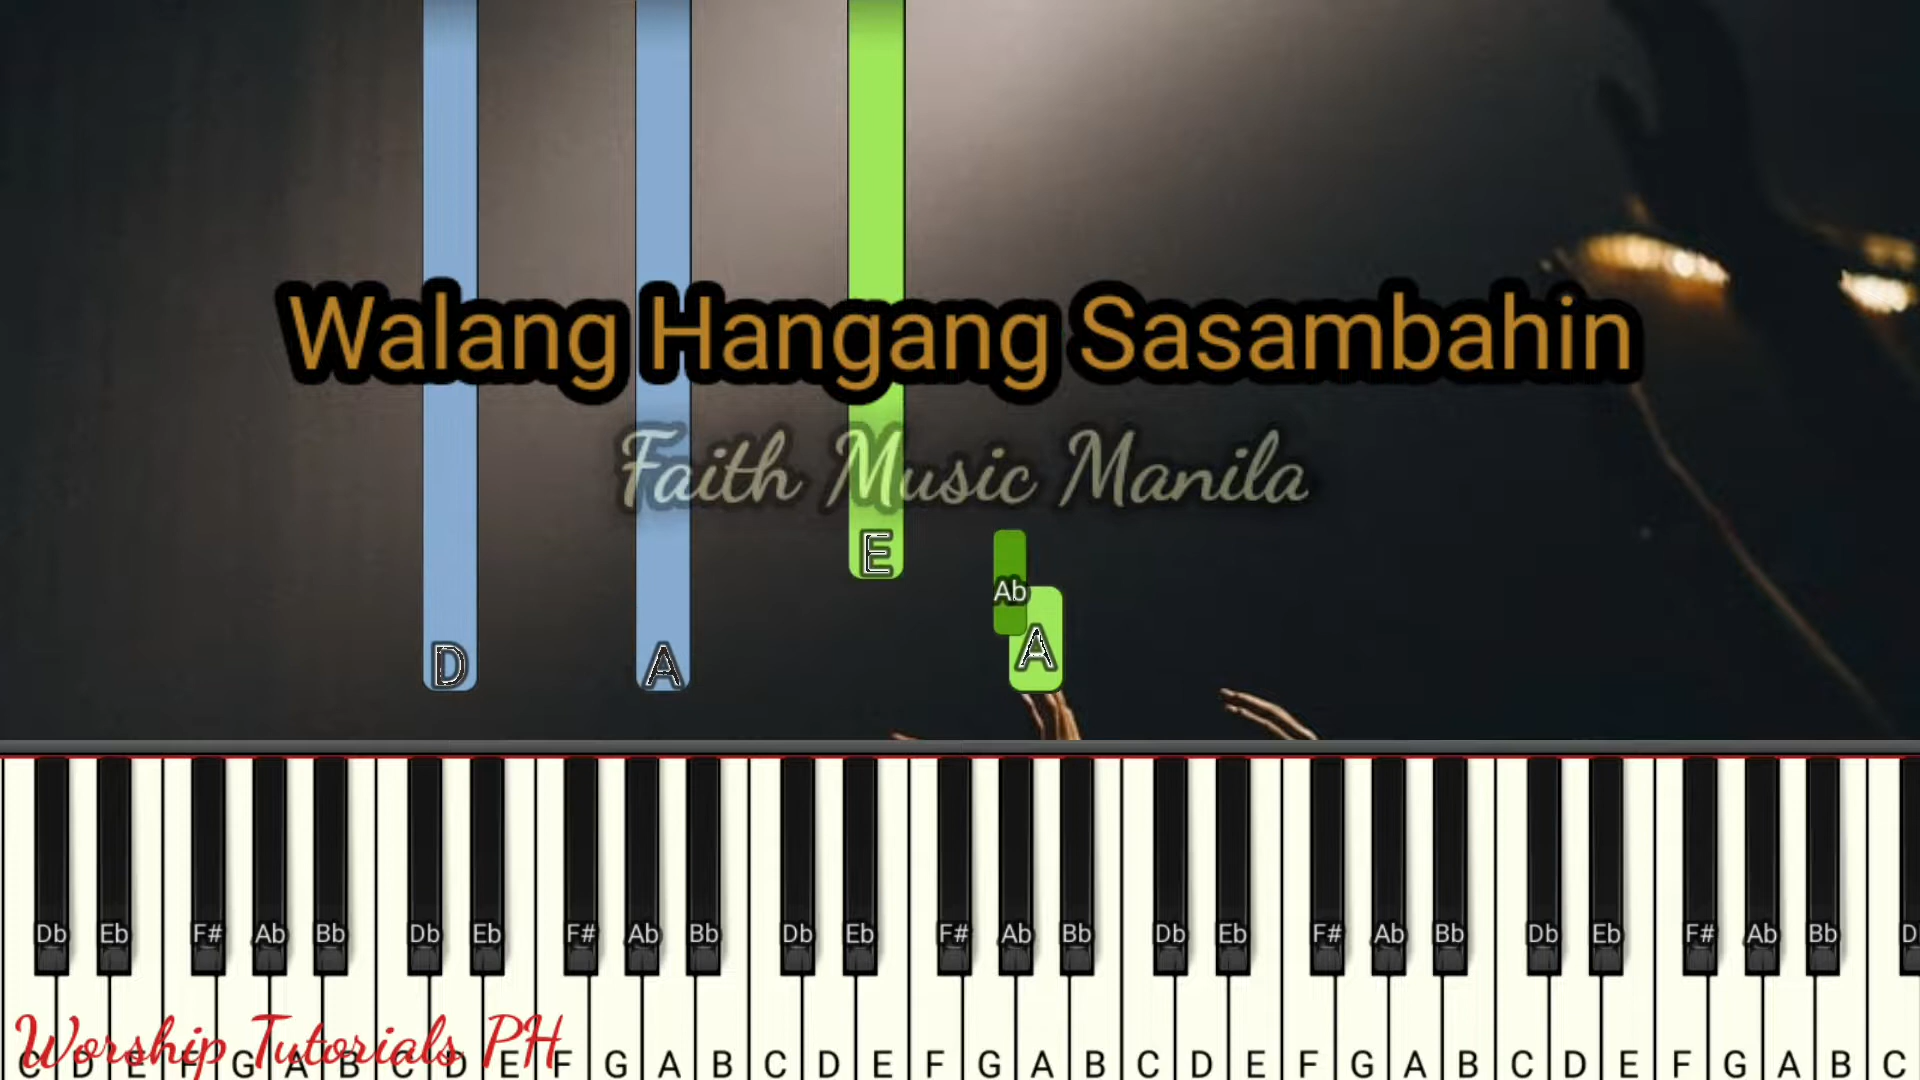 Walang Hangang Sasambahin
Faith Music Manila
E
Ab
D A A
Db Eb F# Ab Bb Db Eb F# Ab Bb Db Eb F# Ab Bb Db Eb F# Ab Bb Db Eb F# Ab Bb D
Worship Tutorials PH
C D E F G A B C D E F G A B C D E F G A B C D E F G A B C D E F G A B C